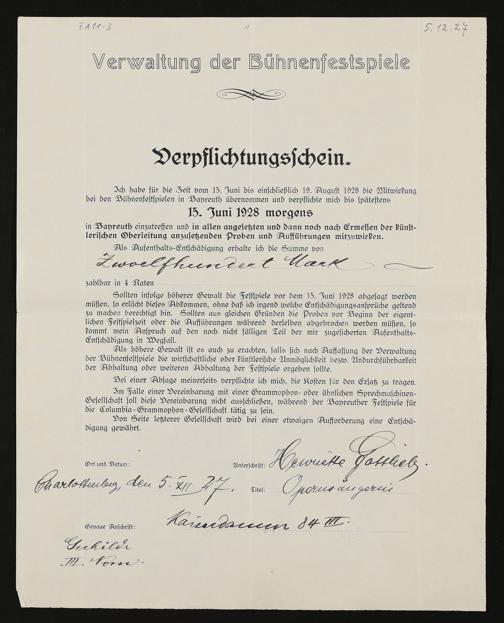 I A 11-3
1
5.12.27
Verwaltung der Bühnenfestspiele
Verpflichtungsschein.
Ich habe für die Zeit vom 15. Juni bis einschließlich 19. August 1928 die Mitwirkung
bei den Bühnenfestspielen in Bayreuth übernommen und verpflichte mich bis spätestens
15. Juni 1928 morgens
in Bayreuth einzutreffen und in allen angesetzten und dann noch nach Ermessen der künst-
lerischen Oberleitung anzusetzenden Proben und Aufführungen mitzuwirken.
Als Aufenthalts-Entschädigung erhalte ich die Summe von
Zwoelfhundert Mark
zahlbar in 4 Raten
Sollten infolge höherer Gewalt die Festspiele vor dem 15. Juni 1928 abgesagt werden
müssen, so erlischt dieses Abkommen, ohne daß ich irgend welche Entschädigungsansprüche geltend
zu machen berechtigt bin. Sollten aus gleichen Gründen die Proben vor Beginn der eigent-
lichen Festspielzeit oder die Aufführungen während derselben abgebrochen werden müssen, so
kommt mein Anspruch auf den noch nicht fälligen Teil der mir zugesicherten Aufenthalts-
Entschädigung in Wegfall.
Als höhere Gewalt ist es auch zu erachten, falls sich nach Auffassung der Verwaltung
der Bühnenfestspiele die wirtschaftliche oder künstlerische Unmöglichkeit bezw. Undurchführbarkeit
der Abhaltung oder weiteren Abhaltung der Festspiele ergeben sollte.
Bei einer Absage meinerseits verpflichte ich mich, die Kosten für den Ersatz zu tragen.
Im Falle einer Vereinbarung mit einer Grammophon- oder ähnlichen Sprechmaschinen-
Gesellschaft soll diese Vereinbarung nicht ausschließen, während der Bayreuther Festspiele für
die Columbia-Grammophon-Gesellschaft tätig zu sein.
Von Seite letzterer Gesellschaft wird bei einer etwaigen Aufforderung eine Entschä-
digung gewährt.
Ort und Datum: Unterschrift: Henriette Gottlieb.
Charlottenburg, den 5. XII 27. Titel: Opernsängerin
Genaue Anschrift: Kaiserdamm 84 III.
Gerhilde
III. Norn.